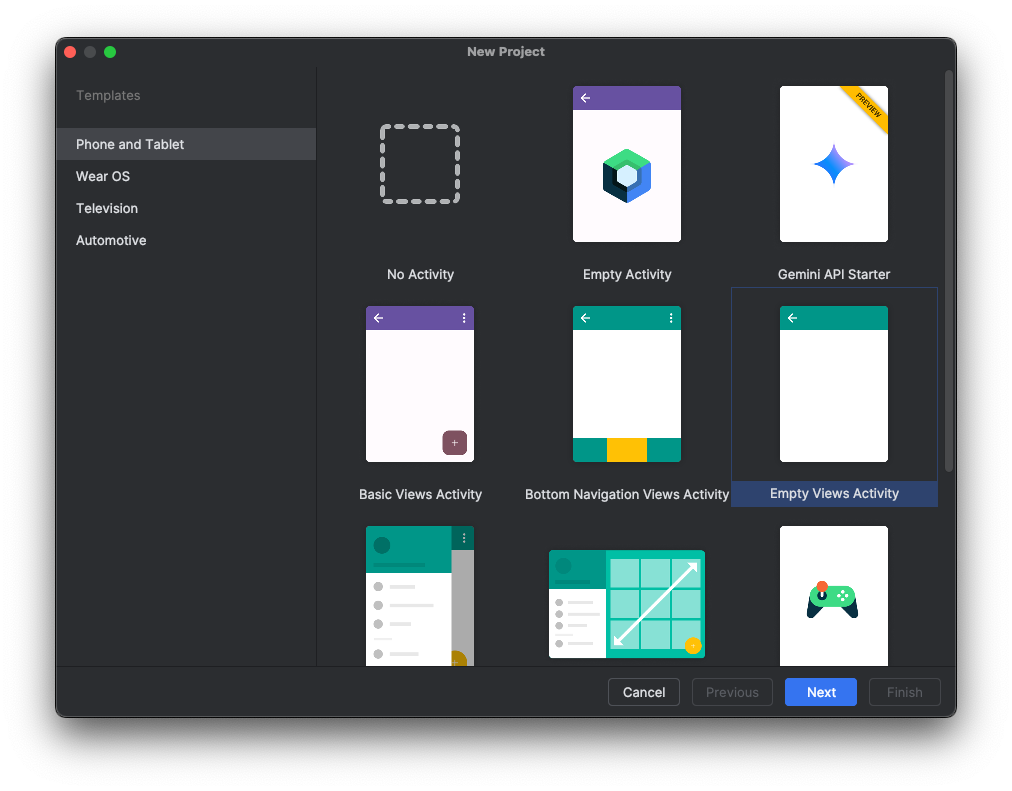 New Project
Templates
Phone and Tablet
Wear OS
Television
Automotive
PREVIEW
No Activity
Empty Activity
Gemini API Starter
Basic Views Activity
Bottom Navigation Views Activity
Empty Views Activity
Cancel
Previous
Next
Finish